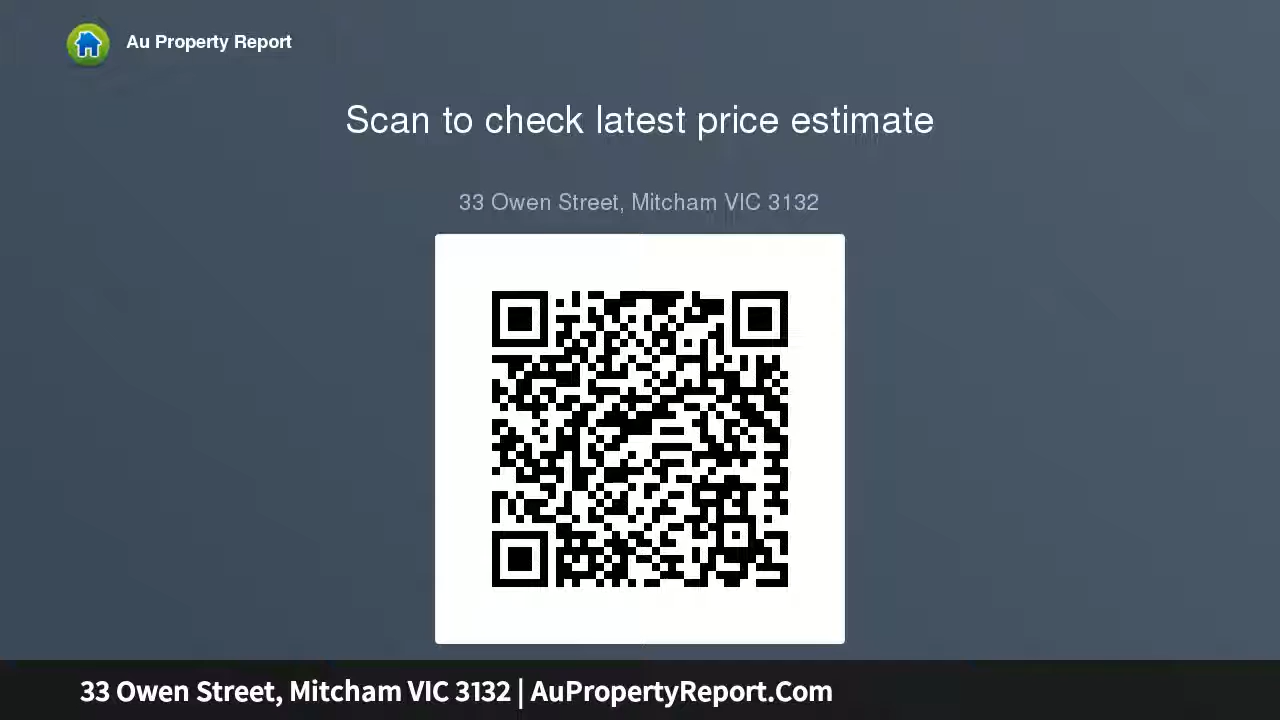 Au Property Report
Scan to check latest price estimate
33 Owen Street, Mitcham VIC 3132
33 Owen Street, Mitcham VIC 3132 | AuPropertyReport.Com